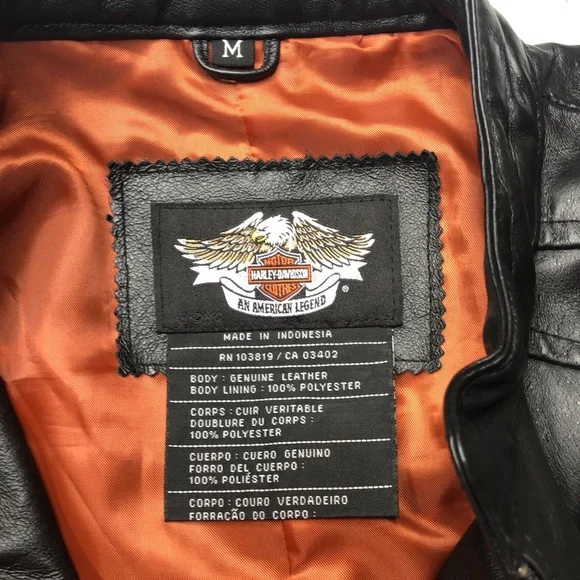 M
MOTOR
HARLEY-DAVIDSON
CLOTHES
AN AMERICAN LEGEND
®
MADE IN INDONESIA
RN 103819 / CA 03402
BODY : GENUINE LEATHER
BODY LINING : 100% POLYESTER
CORPS : CUIR VERITABLE
DOUBLURE DU CORPS :
100% POLYESTER
CUERPO : CUERO GENUINO
FORRO DEL CUERPO :
100% POLIÉSTER
CORPO : COURO VERDADEIRO
FORRAÇÃO DO CORPO :